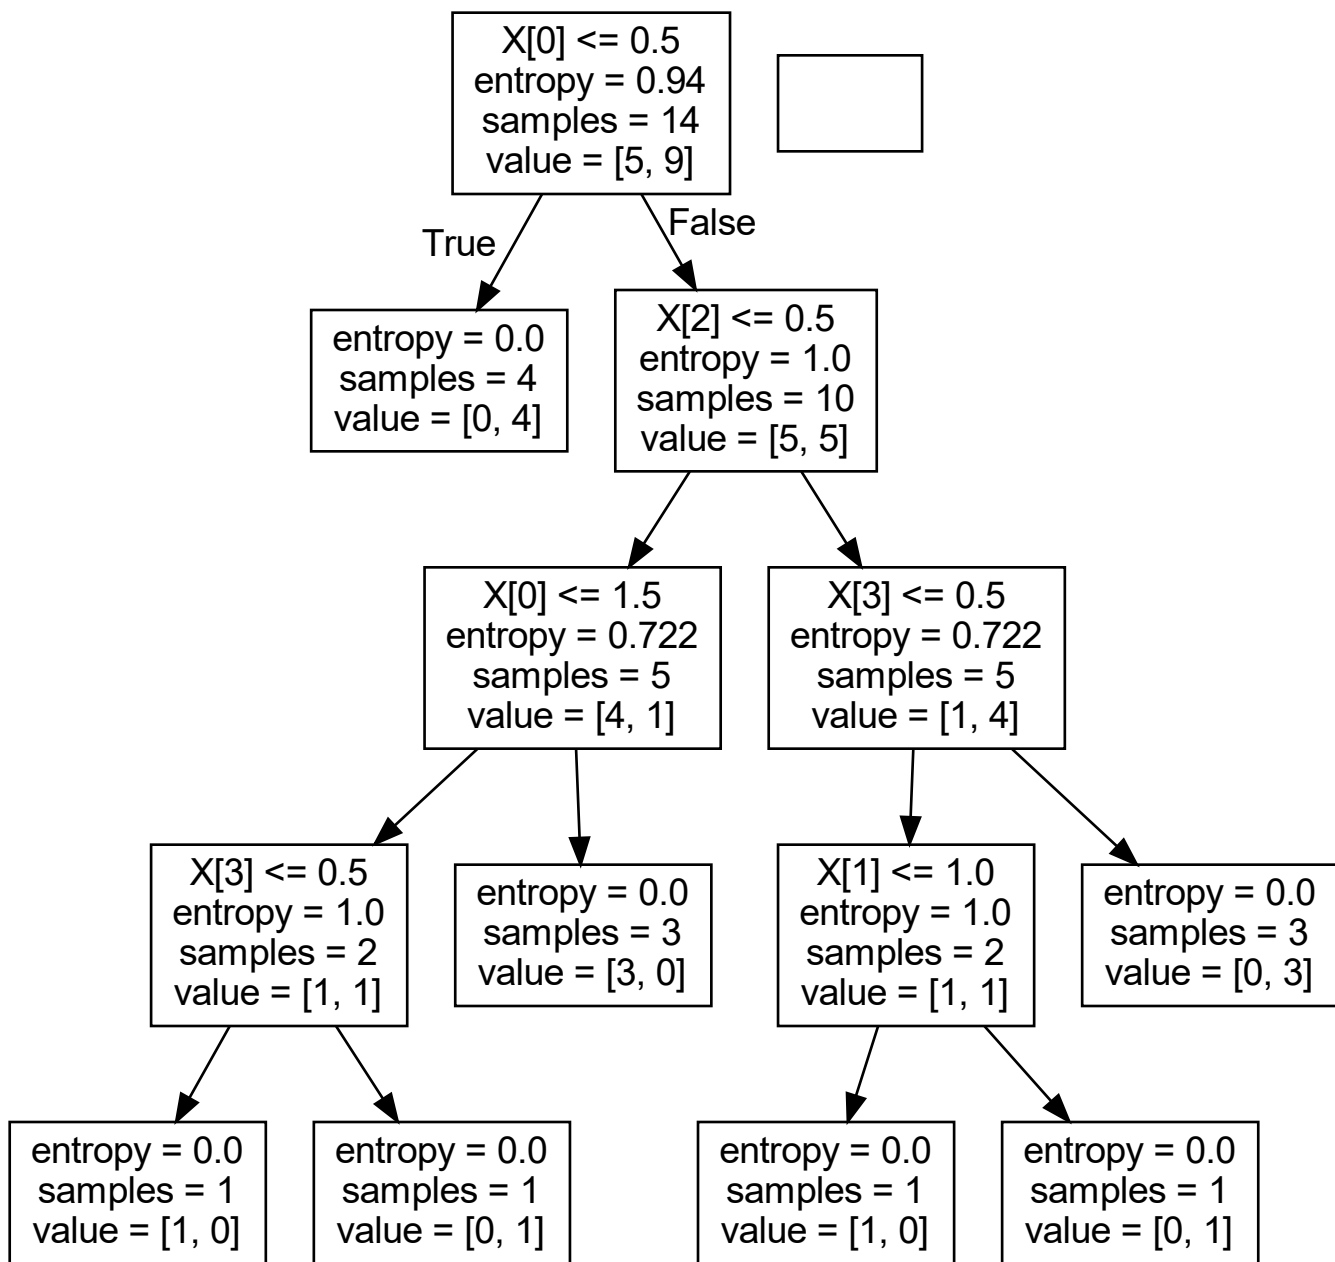 X[0] <= 0.5
entropy = 0.94
samples = 14
value = [5, 9]
True
False
entropy = 0.0
samples = 4
value = [0, 4]
X[2] <= 0.5
entropy = 1.0
samples = 10
value = [5, 5]
X[0] <= 1.5
entropy = 0.722
samples = 5
value = [4, 1]
X[3] <= 0.5
entropy = 0.722
samples = 5
value = [1, 4]
X[3] <= 0.5
entropy = 1.0
samples = 2
value = [1, 1]
entropy = 0.0
samples = 3
value = [3, 0]
X[1] <= 1.0
entropy = 1.0
samples = 2
value = [1, 1]
entropy = 0.0
samples = 3
value = [0, 3]
entropy = 0.0
samples = 1
value = [1, 0]
entropy = 0.0
samples = 1
value = [0, 1]
entropy = 0.0
samples = 1
value = [1, 0]
entropy = 0.0
samples = 1
value = [0, 1]